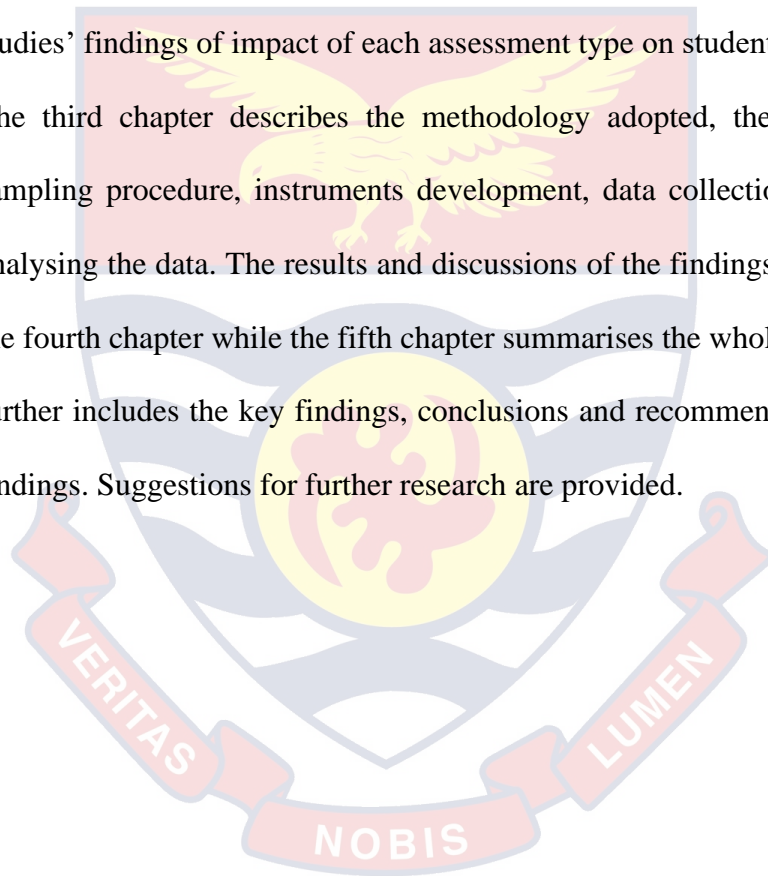 udies’ findings of impact of each assessment type on student
he third chapter describes the methodology adopted, the
ampling procedure, instruments development, data collectio
nalysing the data. The results and discussions of the findings
e fourth chapter while the fifth chapter summarises the whol
urther includes the key findings, conclusions and recommen
ndings. Suggestions for further research are provided.
VERITAS
NOBIS
LUMEN